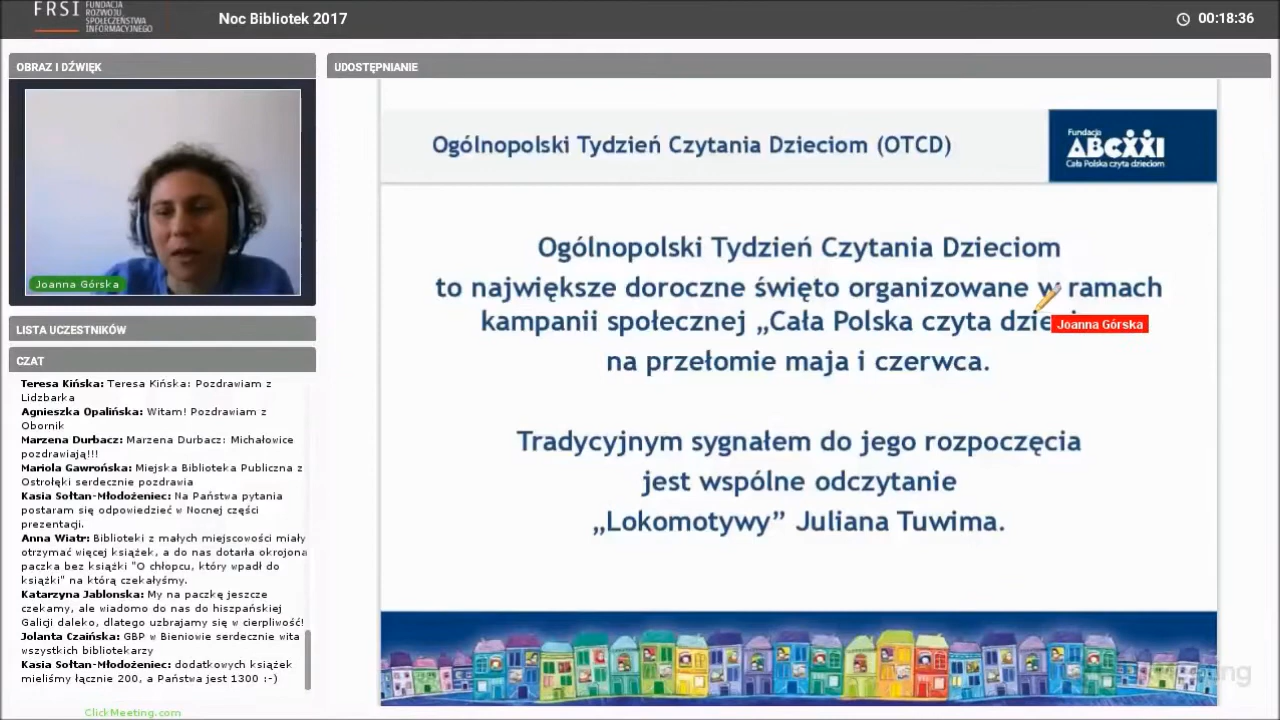 FRSI
FUNDACJA
ROZWOJU
SPOŁECZEŃSTWA
INFORMACYJNEGO
Noc Bibliotek 2017
00:18:36
OBRAZ I DŹWIĘK
Joanna Górska
LISTA UCZESTNIKÓW
CZAT
Teresa Kińska: Teresa Kińska: Pozdrawiam z
Lidzbarka
Agnieszka Opalińska: Witam! Pozdrawiam z
Obornik
Marzena Durbacz: Marzena Durbacz: Michałowice
pozdrawiają!!!
Mariola Gawrońska: Miejska Biblioteka Publiczna z
Ostrołęki serdecznie pozdrawia
Kasia Sołtan-Młodożeniec: Na Państwa pytania
postaram się odpowiedzieć w Nocnej części
prezentacji.
Anna Wiatr: Biblioteki z małych miejscowości miały
otrzymać więcej książek, a do nas dotarła okrojona
paczka bez książki "O chłopcu, który wpadł do
książki" na którą czekałyśmy.
Katarzyna Jablonska: My na paczkę jeszcze
czekamy, ale wiadomo do nas do hiszpańskiej
Galicji daleko, dlatego uzbrajamy się w cierpliwość!
Jolanta Czaińska: GBP w Bieniowie serdecznie wita
wszystkich bibliotekarzy
Kasia Sołtan-Młodożeniec: dodatkowych książek
mieliśmy łącznie 200, a Państwa jest 1300 :-)
ClickMeeting.com
UDOSTĘPNIANIE
Ogólnopolski Tydzień Czytania Dzieciom (OTCD)
Fundacja
ABCXXI
Cała Polska czyta dzieciom
Ogólnopolski Tydzień Czytania Dzieciom
to największe doroczne święto organizowane w ramach
kampanii społecznej „Cała Polska czyta
Joanna Górska
na przełomie maja i czerwca.
Tradycyjnym sygnałem do jego rozpoczęcia
jest wspólne odczytanie
„Lokomotywy” Juliana Tuwima.